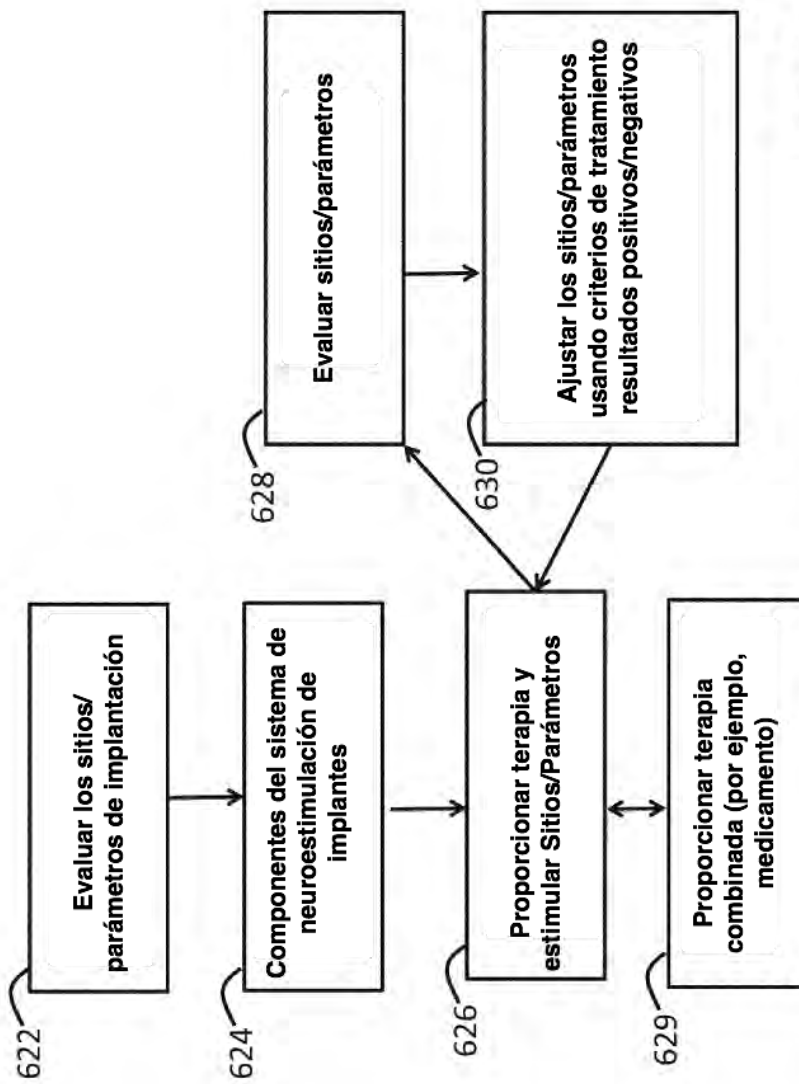 622
Evaluar los sitios/
parámetros de implantación
624
Componentes del sistema de
neuroestimulación de
implantes
626
Proporcionar terapia y
estimular Sitios/Parámetros
629
Proporcionar terapia
combinada (por ejemplo,
medicamento)
628
Evaluar sitios/parámetros
630
Ajustar los sitios/parámetros
usando criterios de tratamiento
resultados positivos/negativos